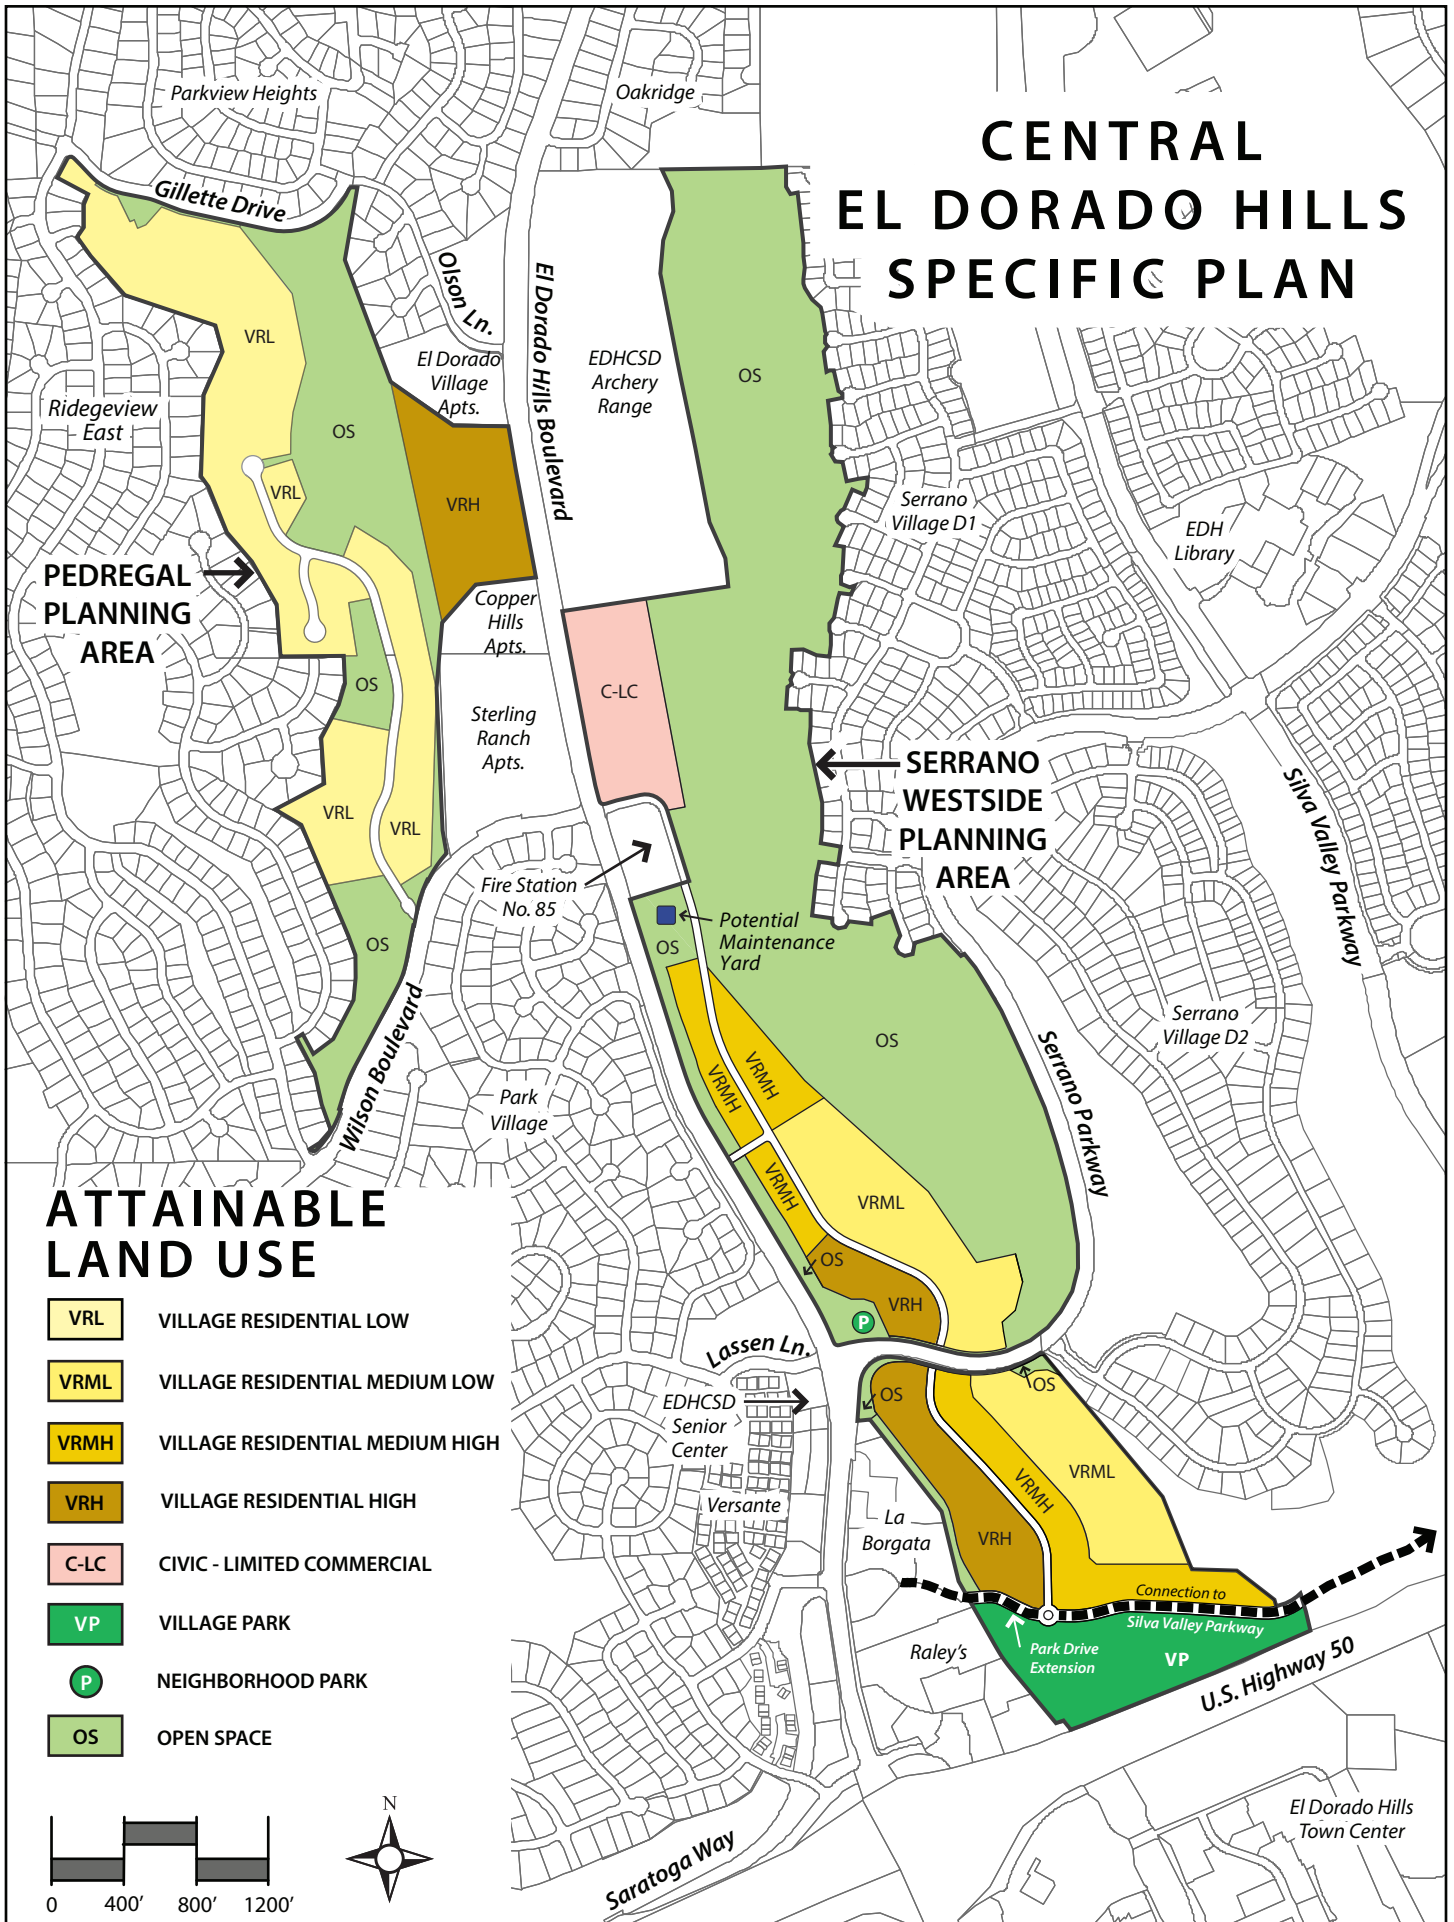 CENTRAL
EL DORADO HILLS
SPECIFIC PLAN
Parkview Heights
Oakridge
Gillette Drive
Olson Ln.
El Dorado Hills Boulevard
VRL
El Dorado
Village
Apts.
EDHCSD
Archery
Range
OS
Ridegeview
East
OS
VRL
VRH
Serrano
Village D1
EDH
Library
PEDREGAL
PLANNING
AREA
Copper
Hills
Apts.
OS
C-LC
Sterling
Ranch
Apts.
SERRANO
WESTSIDE
PLANNING
AREA
Silva Valley Parkway
VRL
VRL
Fire Station
No. 85
Potential
Maintenance
Yard
OS
OS
Wilson Boulevard
OS
Serrano
Village D2
Serrano Parkway
VRMH
VRMH
Park
Village
VRMH
VRML
OS
VRH
P
Lassen Ln.
OS
OS
EDHCSD
Senior
Center
VRML
VRMH
Versante
La
Borgata
VRH
Connection to
Silva Valley Parkway
Park Drive
Extension
VP
Raley's
U.S. Highway 50
El Dorado Hills
Town Center
Saratoga Way
ATTAINABLE
LAND USE
VRL VILLAGE RESIDENTIAL LOW
VRML VILLAGE RESIDENTIAL MEDIUM LOW
VRMH VILLAGE RESIDENTIAL MEDIUM HIGH
VRH VILLAGE RESIDENTIAL HIGH
C-LC CIVIC - LIMITED COMMERCIAL
VP VILLAGE PARK
P NEIGHBORHOOD PARK
OS OPEN SPACE
N
0 400' 800' 1200'